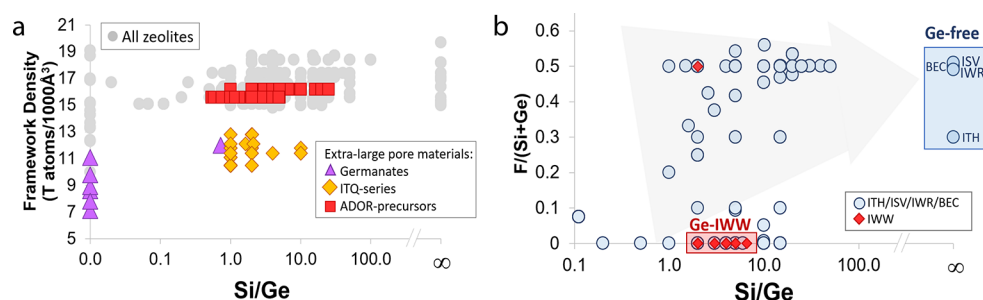 a
Framework Density
(T atoms/1000Å³)
21
19
17
15
13
11
9
7
5
All zeolites
Extra-large pore materials:
Germanates
ITQ-series
ADOR-precursors
0.0
1.0
10.0
100.0
∞
Si/Ge
b
F/(Si+Ge)
0.6
0.5
0.4
0.3
0.2
0.1
0
Ge-free
BEC
ISV
IWR
ITH
ITH/ISV/IWR/BEC
IWW
Ge-IWW
0.1
1.0
10.0
100.0
∞
Si/Ge